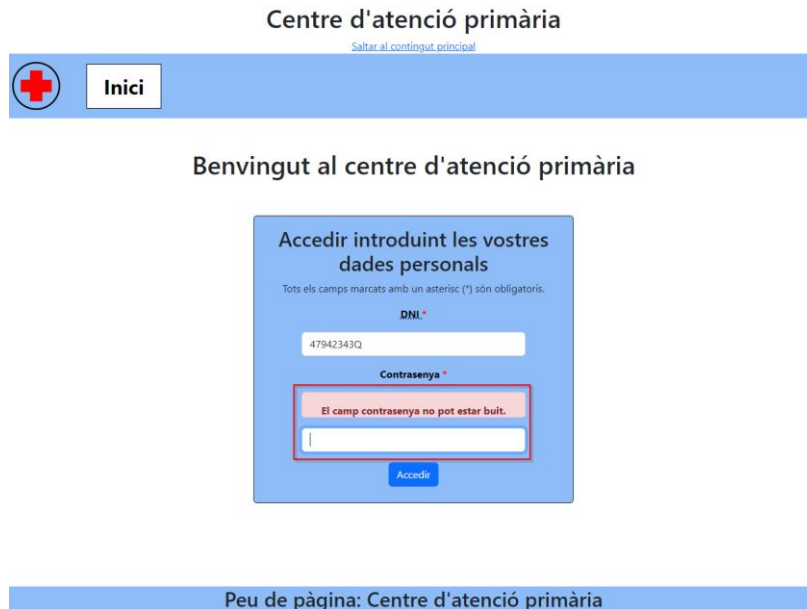 Centre d'atenció primària
Saltar al contingut principal
Inici
Benvingut al centre d'atenció primària
Accedir introduint les vostres
dades personals
Tots els camps marcats amb un asterisc (*) són obligatoris.
DNI *
47942343Q
Contrasenya *
El camp contrasenya no pot estar buit.
Accedir
Peu de pàgina: Centre d'atenció primària